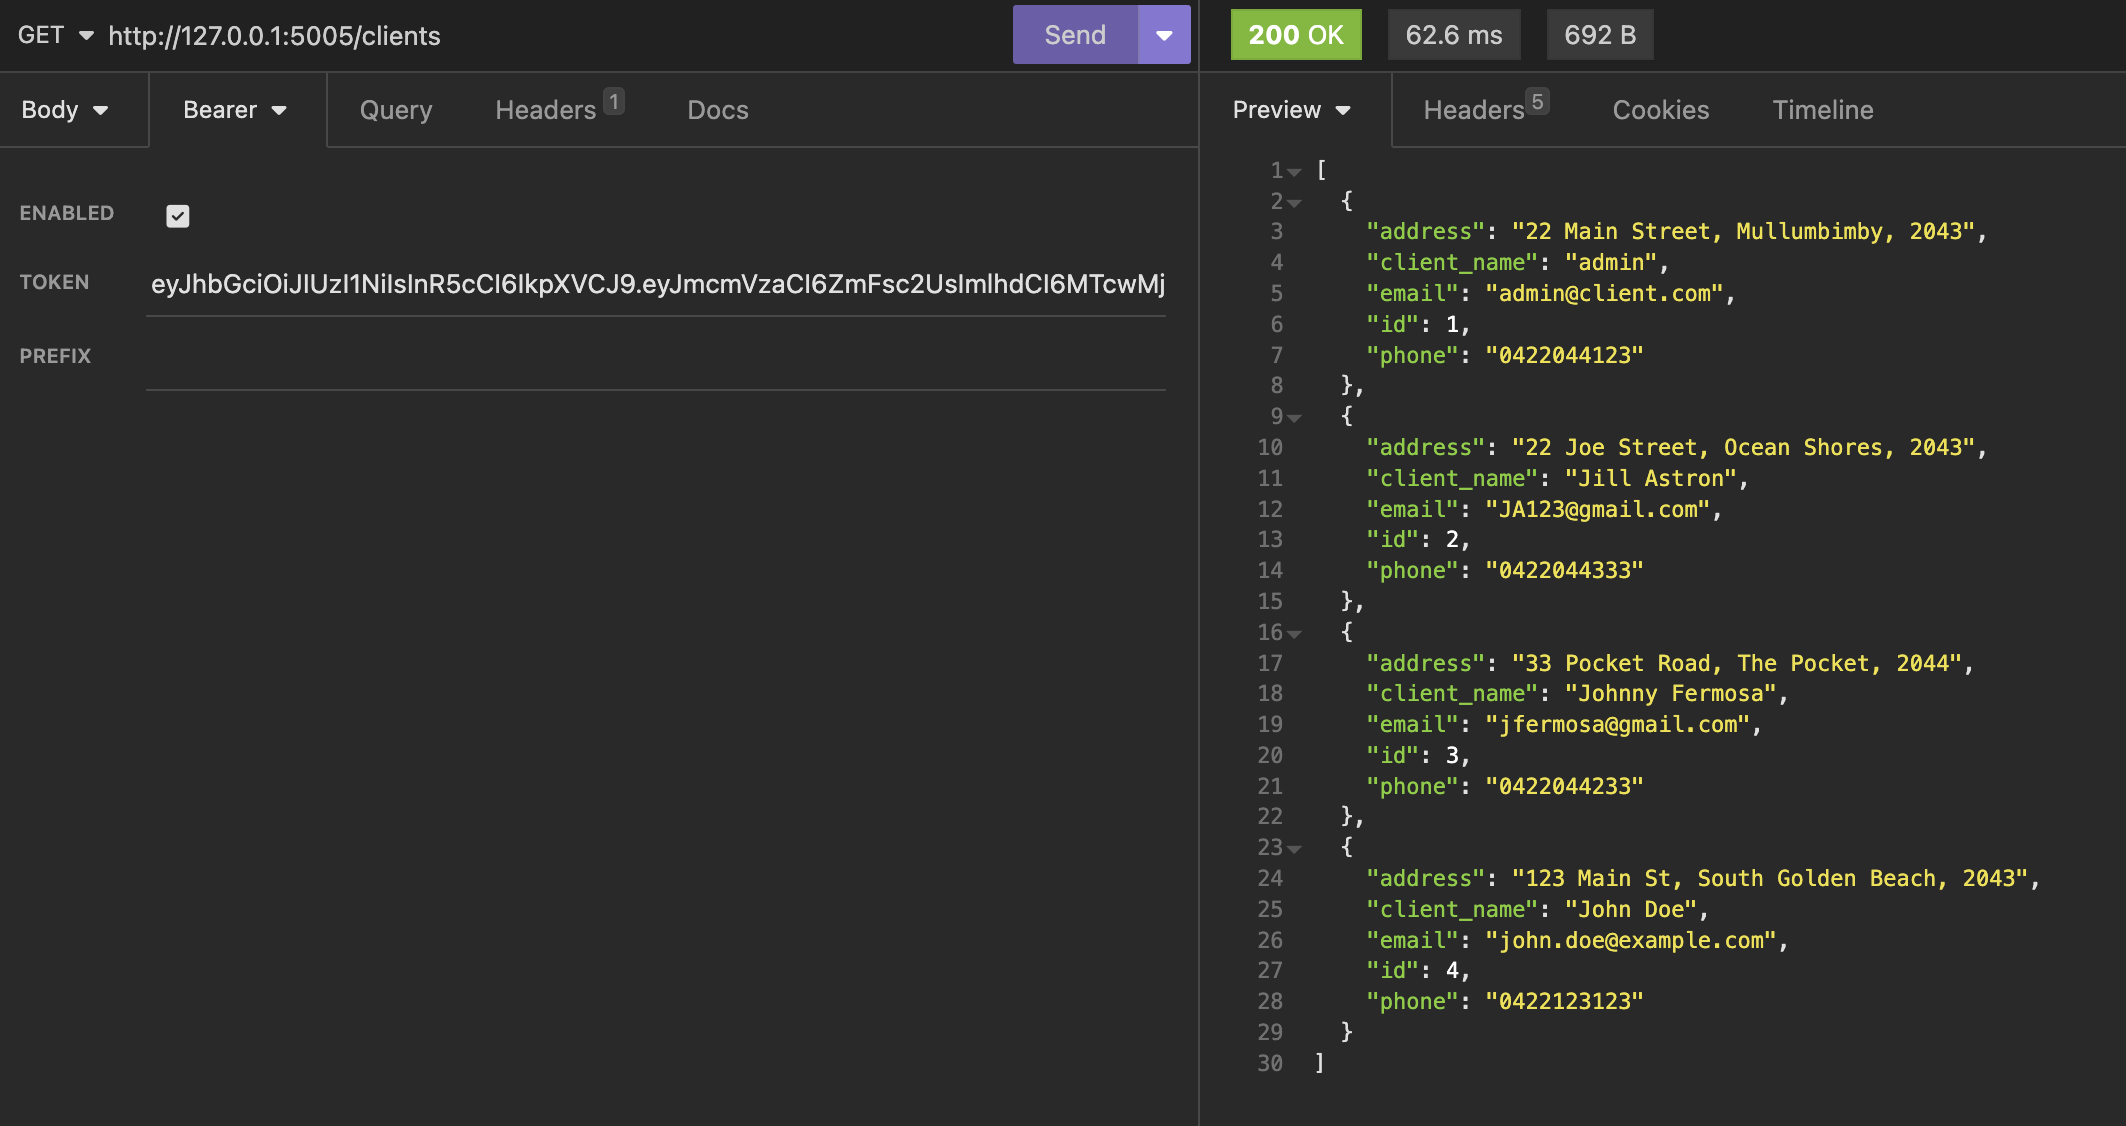 GET http://127.0.0.1:5005/clients Send
Body Bearer Query Headers 1 Docs
ENABLED
TOKEN eyJhbGciOiJIUzI1NiIsInR5cCI6IkpXVCJ9.eyJmcmVzaCI6ZmFsc2UsImlhdCI6MTcwMj
PREFIX
200 OK 62.6 ms 692 B
Preview Headers 5 Cookies Timeline
1 [
2 {
3 "address": "22 Main Street, Mullumbimby, 2043",
4 "client_name": "admin",
5 "email": "admin@client.com",
6 "id": 1,
7 "phone": "0422044123"
8 },
9 {
10 "address": "22 Joe Street, Ocean Shores, 2043",
11 "client_name": "Jill Astron",
12 "email": "JA123@gmail.com",
13 "id": 2,
14 "phone": "0422044333"
15 },
16 {
17 "address": "33 Pocket Road, The Pocket, 2044",
18 "client_name": "Johnny Fermosa",
19 "email": "jfermosa@gmail.com",
20 "id": 3,
21 "phone": "0422044233"
22 },
23 {
24 "address": "123 Main St, South Golden Beach, 2043",
25 "client_name": "John Doe",
26 "email": "john.doe@example.com",
27 "id": 4,
28 "phone": "0422123123"
29 }
30 ]